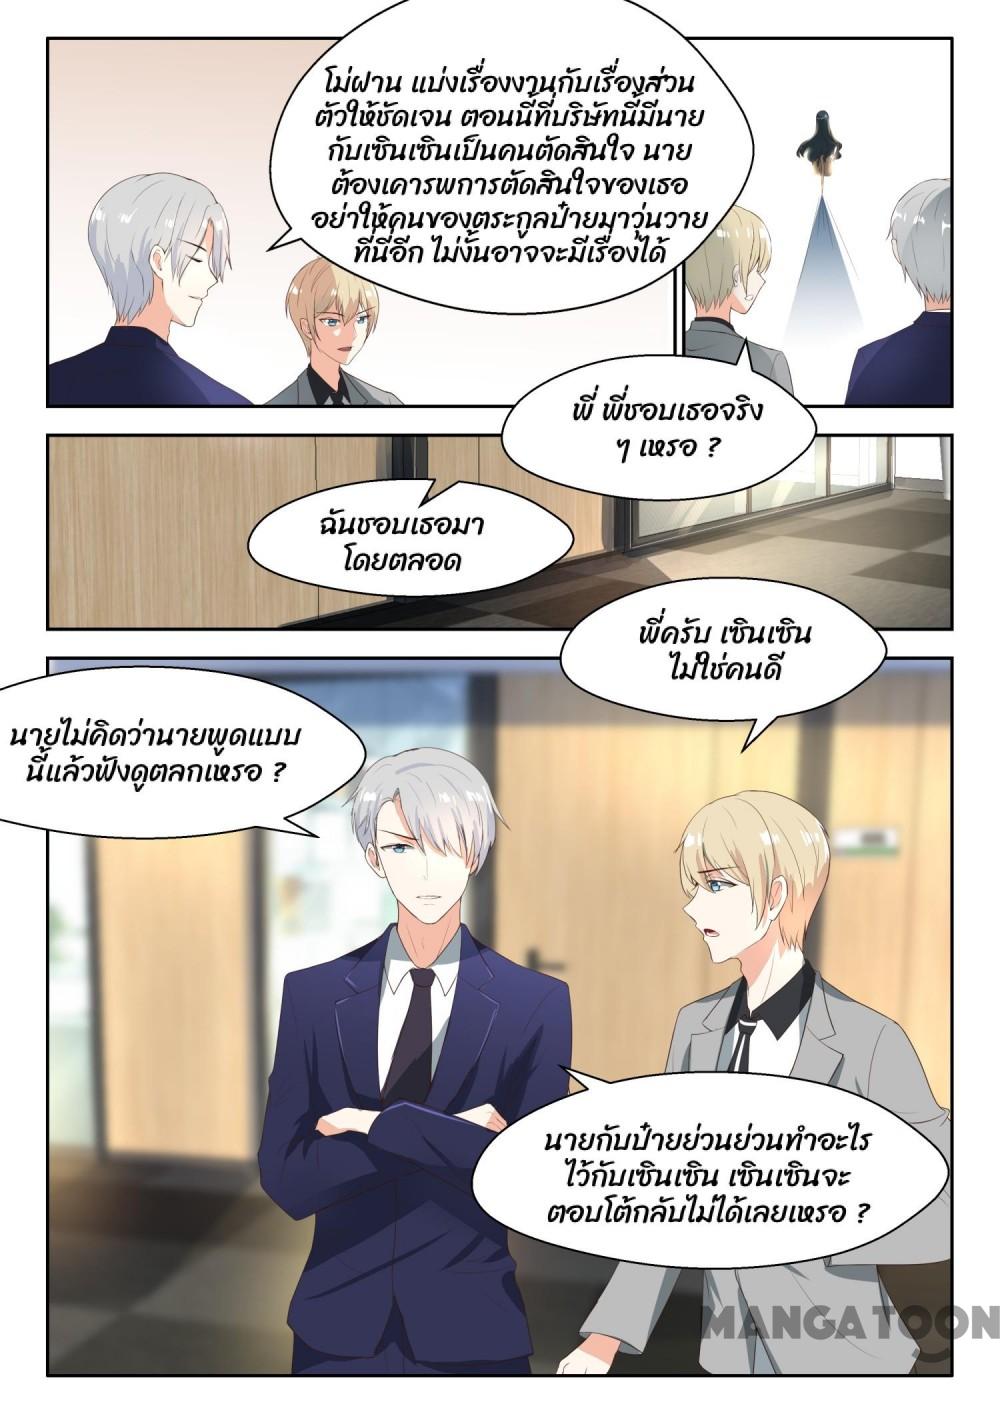 โม่ฝาน แบ่งเรื่องงานกับเรื่องส่วน
ตัวให้ชัดเจน ตอนนี้ที่บริษัทนี้มีนาย
กับเซินเซินเป็นคนตัดสินใจ นาย
ต้องเคารพการตัดสินใจของเธอ
อย่าให้คนของตระกูลป๋ายมาวุ่นวาย
ที่นี่อีก ไม่งั้นอาจจะมีเรื่องได้
พี่ พี่ชอบเธอจริง
ๆ เหรอ ?
ฉันชอบเธอมา
โดยตลอด
พี่ครับ เซินเซิน
ไม่ใช่คนดี
นายไม่คิดว่านายพูดแบบ
นี้แล้วฟังดูตลกเหรอ ?
นายกับป๋ายย่วนย่วนทำอะไร
ไว้กับเซินเซิน เซินเซินจะ
ตอบโต้กลับไม่ได้เลยเหรอ ?
MANGATOON